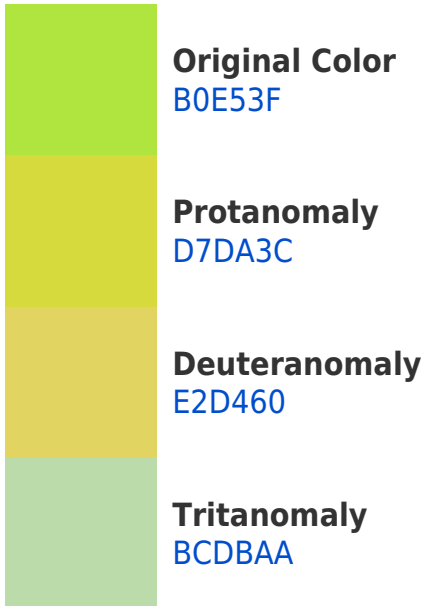 Original Color
B0E53F
Protanomaly
D7DA3C
Deuteranomaly
E2D460
Tritanomaly
BCDBAA